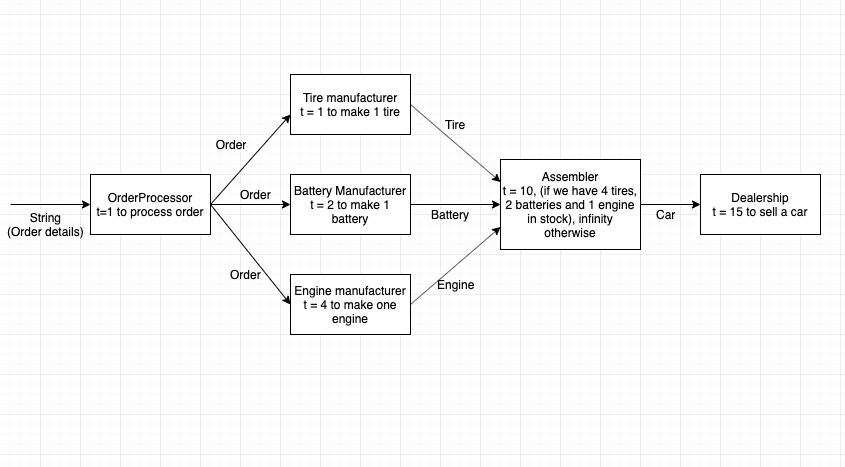 Tire manufacturer
t = 1 to make 1 tire
Tire
Order
OrderProcessor
t=1 to process order
String
(Order details)
Order
Battery Manufacturer
t = 2 to make 1
battery
Battery
Assembler
t = 10, (if we have 4 tires,
2 batteries and 1 engine
in stock), infinity
otherwise
Car
Dealership
t = 15 to sell a car
Order
Engine manufacturer
t = 4 to make one
engine
Engine